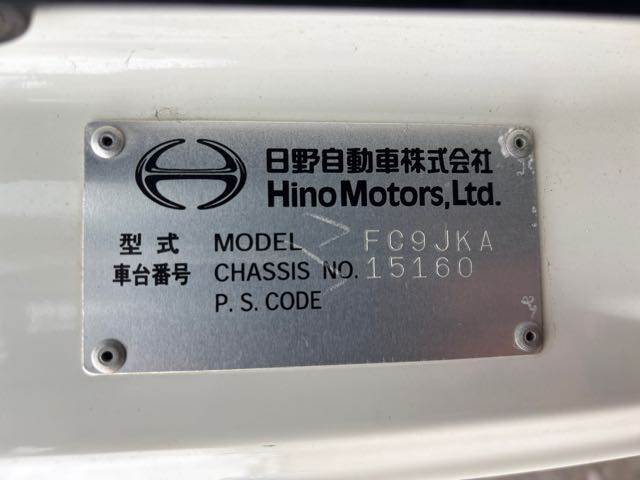 日野自動車株式会社
Hino Motors, Ltd.
型式 MODEL FC9JKA
車台番号 CHASSIS NO. 15160
P. S. CODE